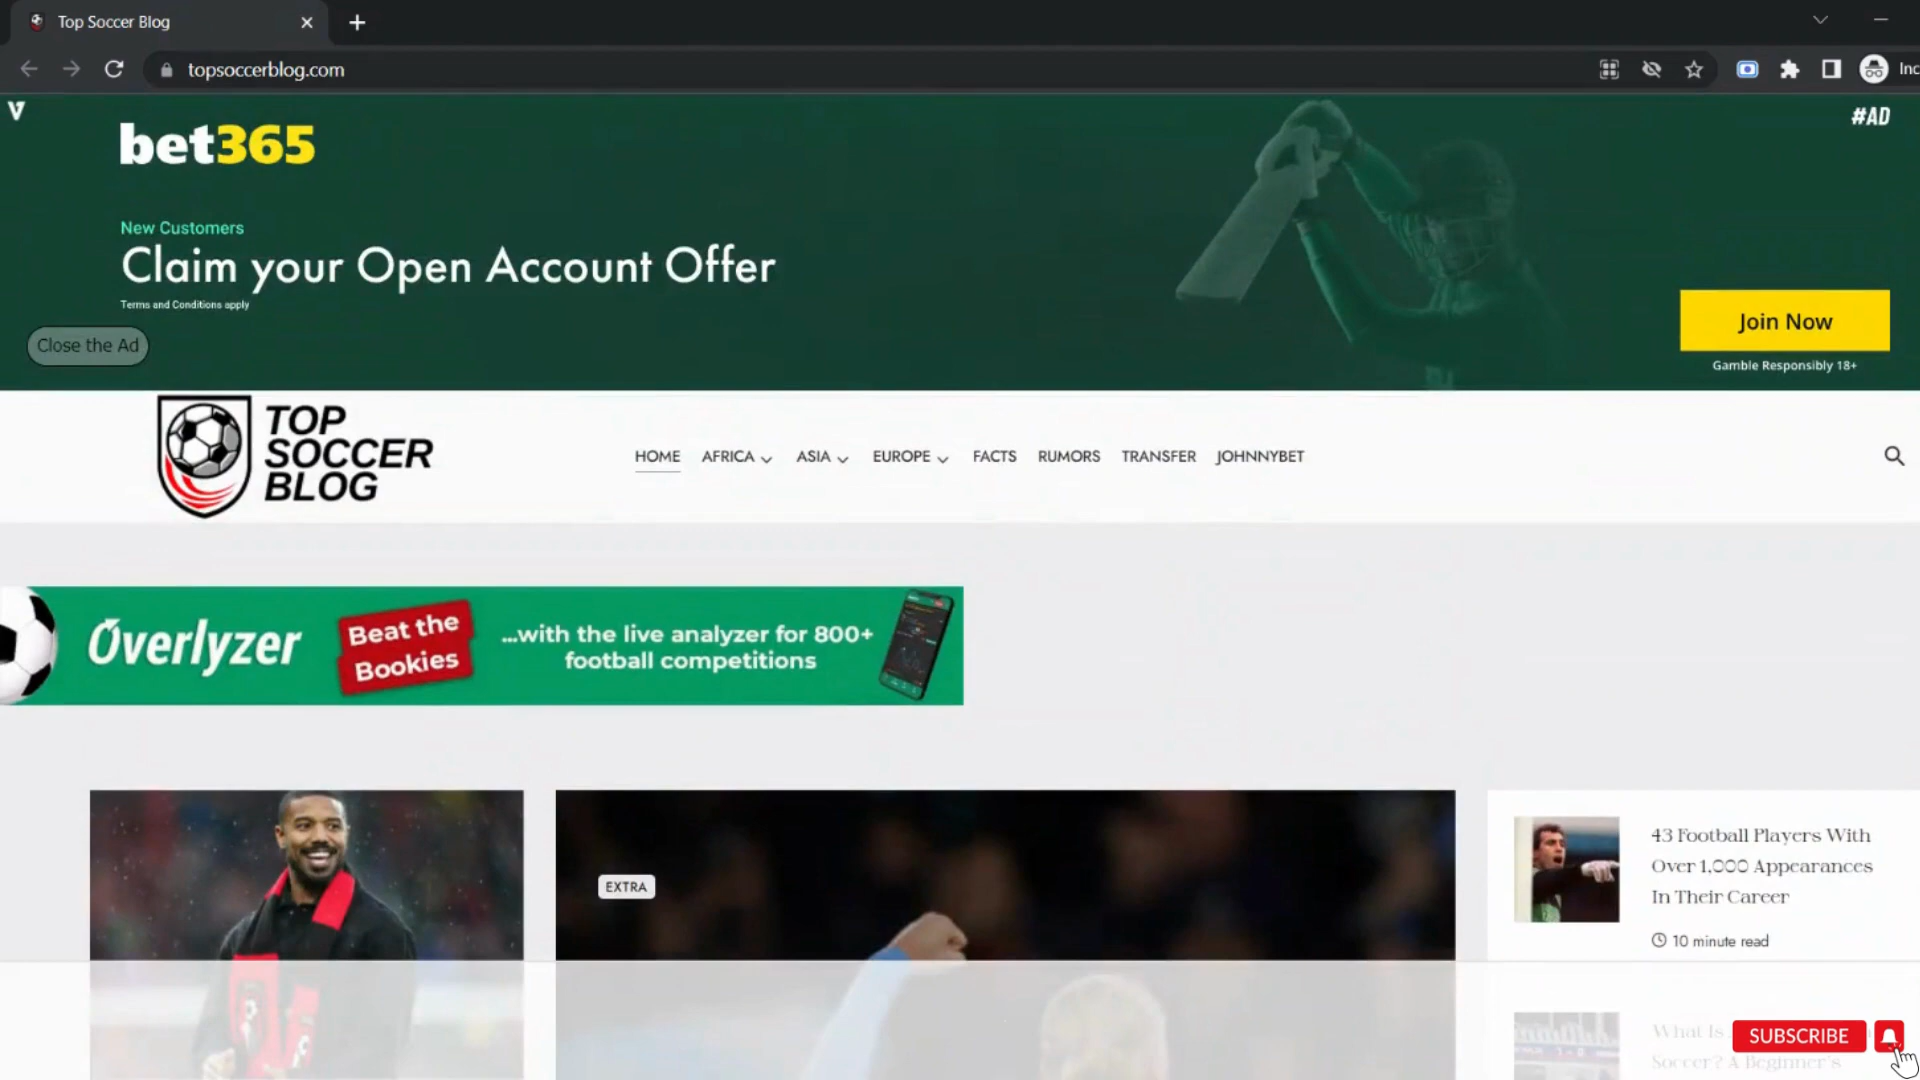 Top Soccer Blog
topsoccerblog.com
Inc
#AD
bet365
New Customers
Claim your Open Account Offer
Terms and Conditions apply
Close the Ad
Join Now
Gamble Responsibly 18+
TOP
SOCCER
BLOG
HOME AFRICA ASIA EUROPE FACTS RUMORS TRANSFER JOHNNYBET
Overlyzer
Beat the
Bookies
...with the live analyzer for 800+
football competitions
EXTRA
43 Football Players With
Over 1,000 Appearances
In Their Career
10 minute read
What Is
Soccer? A Beginner's
SUBSCRIBE